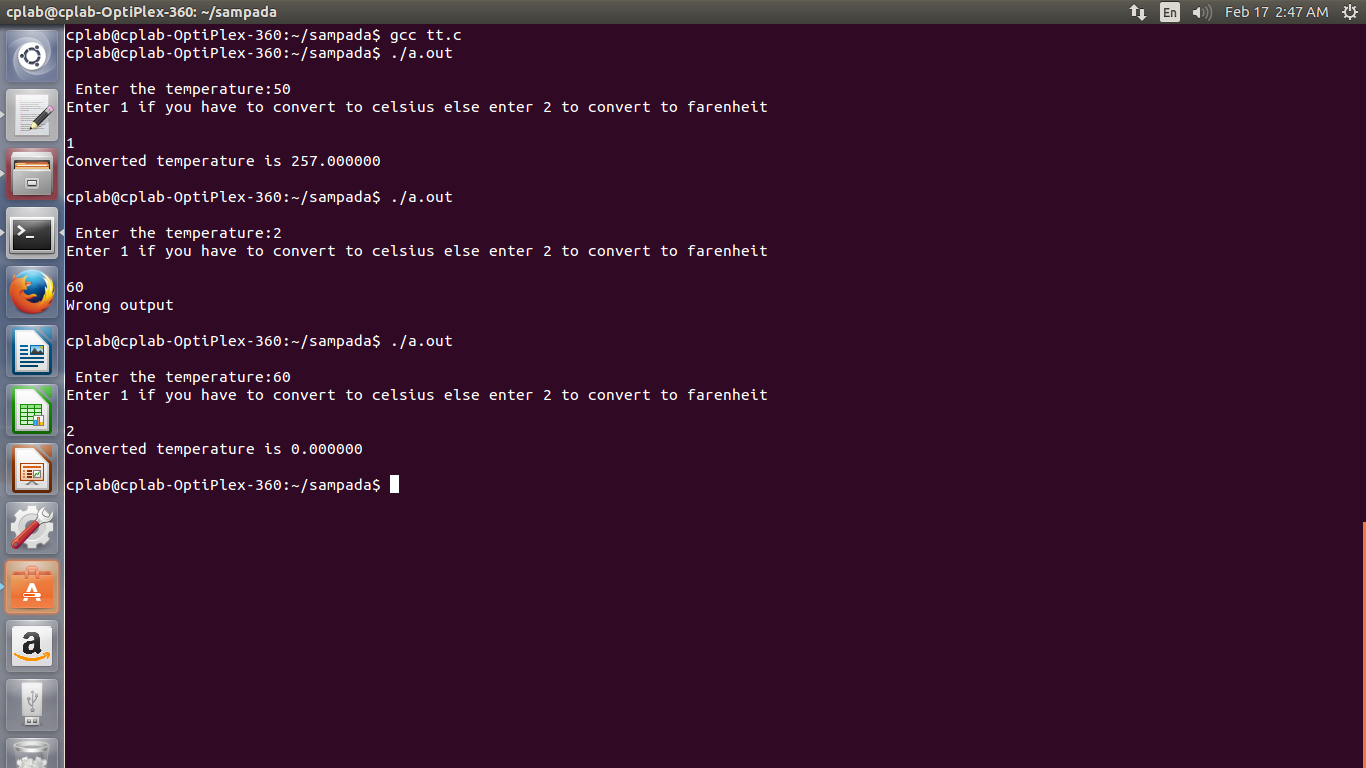 cplab@cplab-OptiPlex-360: ~/sampada
En
Feb 17 2:47 AM
cplab@cplab-OptiPlex-360:~/sampada$ gcc tt.c
cplab@cplab-OptiPlex-360:~/sampada$ ./a.out
Enter the temperature:50
Enter 1 if you have to convert to celsius else enter 2 to convert to farenheit
1
Converted temperature is 257.000000
cplab@cplab-OptiPlex-360:~/sampada$ ./a.out
Enter the temperature:2
Enter 1 if you have to convert to celsius else enter 2 to convert to farenheit
60
Wrong output
cplab@cplab-OptiPlex-360:~/sampada$ ./a.out
Enter the temperature:60
Enter 1 if you have to convert to celsius else enter 2 to convert to farenheit
2
Converted temperature is 0.000000
cplab@cplab-OptiPlex-360:~/sampada$